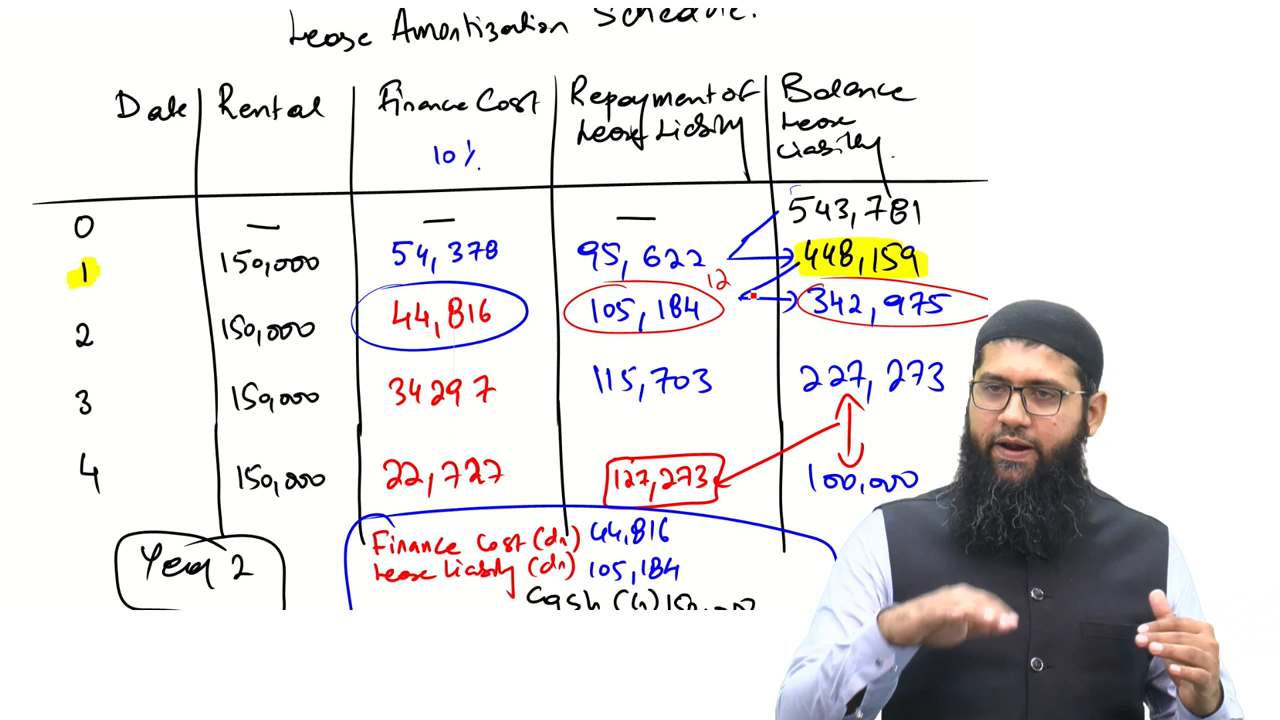 Lease Amortization Schedule.
Date Rental Finance Cost Repayment of Balance
Lease Liability Lease
10% Liability.
0 — — — 543,781
1 150,000 54,378 95,622 448,159
12
2 150,000 44,816 105,184 342,975
3 150,000 34297 115,703 227,273
4 150,000 22,727 127,273 100,000
Year 2 Finance Cost (dr) 44,816
Lease Liability (dr) 105,184
Cash